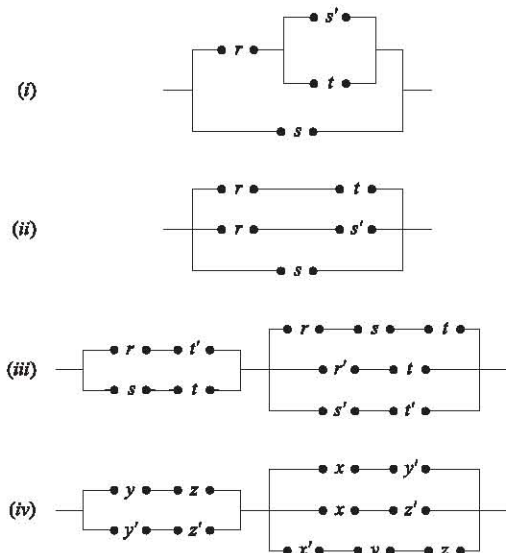 s'
(i) r
t
s
r t
(ii) r s'
s
r s t
r t'
(iii) r' t
s t
s' t'
x y'
y z
(iv) x z'
y' z'
x' y z